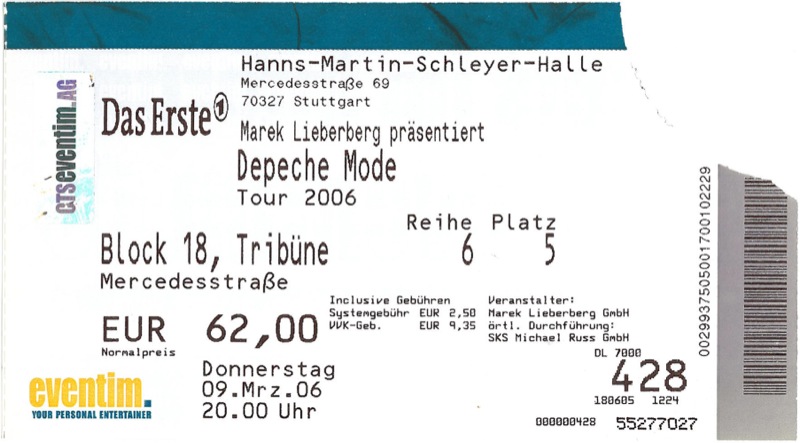 Hanns-Martin-Schleyer-Halle
Mercedesstraße 69
70327 Stuttgart
CTSeventim.AG
Das Erste
Marek Lieberberg präsentiert
Depeche Mode
Tour 2006
Reihe Platz
Block 18, Tribüne 6 5
Mercedesstraße
Inclusive Gebühren
Systemgebühr EUR 2,50
VVK-Geb. EUR 9,35
Veranstalter:
Marek Lieberberg GmbH
örtl. Durchführung:
SKS Michael Russ GmbH
EUR 62,00
Normalpreis
DL 7000
428
180605 1224
000000428 55277027
Donnerstag
09.Mrz.06
20.00 Uhr
eventim.
YOUR PERSONAL ENTERTAINER
00299375050017001022229